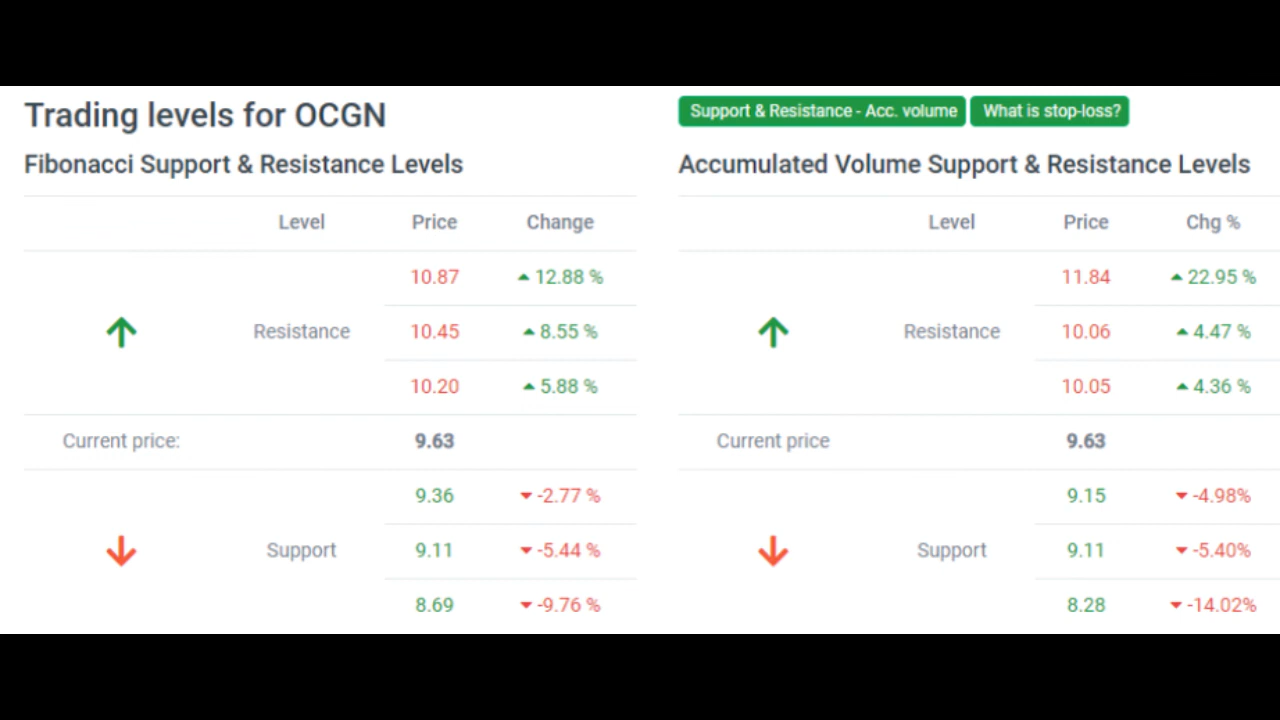 Trading levels for OCGN
Fibonacci Support & Resistance Levels
Level Price Change
10.87 12.88 %
Resistance 10.45 8.55 %
10.20 5.88 %
Current price: 9.63
9.36 -2.77 %
Support 9.11 -5.44 %
8.69 -9.76 %
Support & Resistance - Acc. volume What is stop-loss?
Accumulated Volume Support & Resistance Levels
Level Price Chg %
11.84 22.95 %
Resistance 10.06 4.47 %
10.05 4.36 %
Current price 9.63
9.15 -4.98%
Support 9.11 -5.40%
8.28 -14.02%